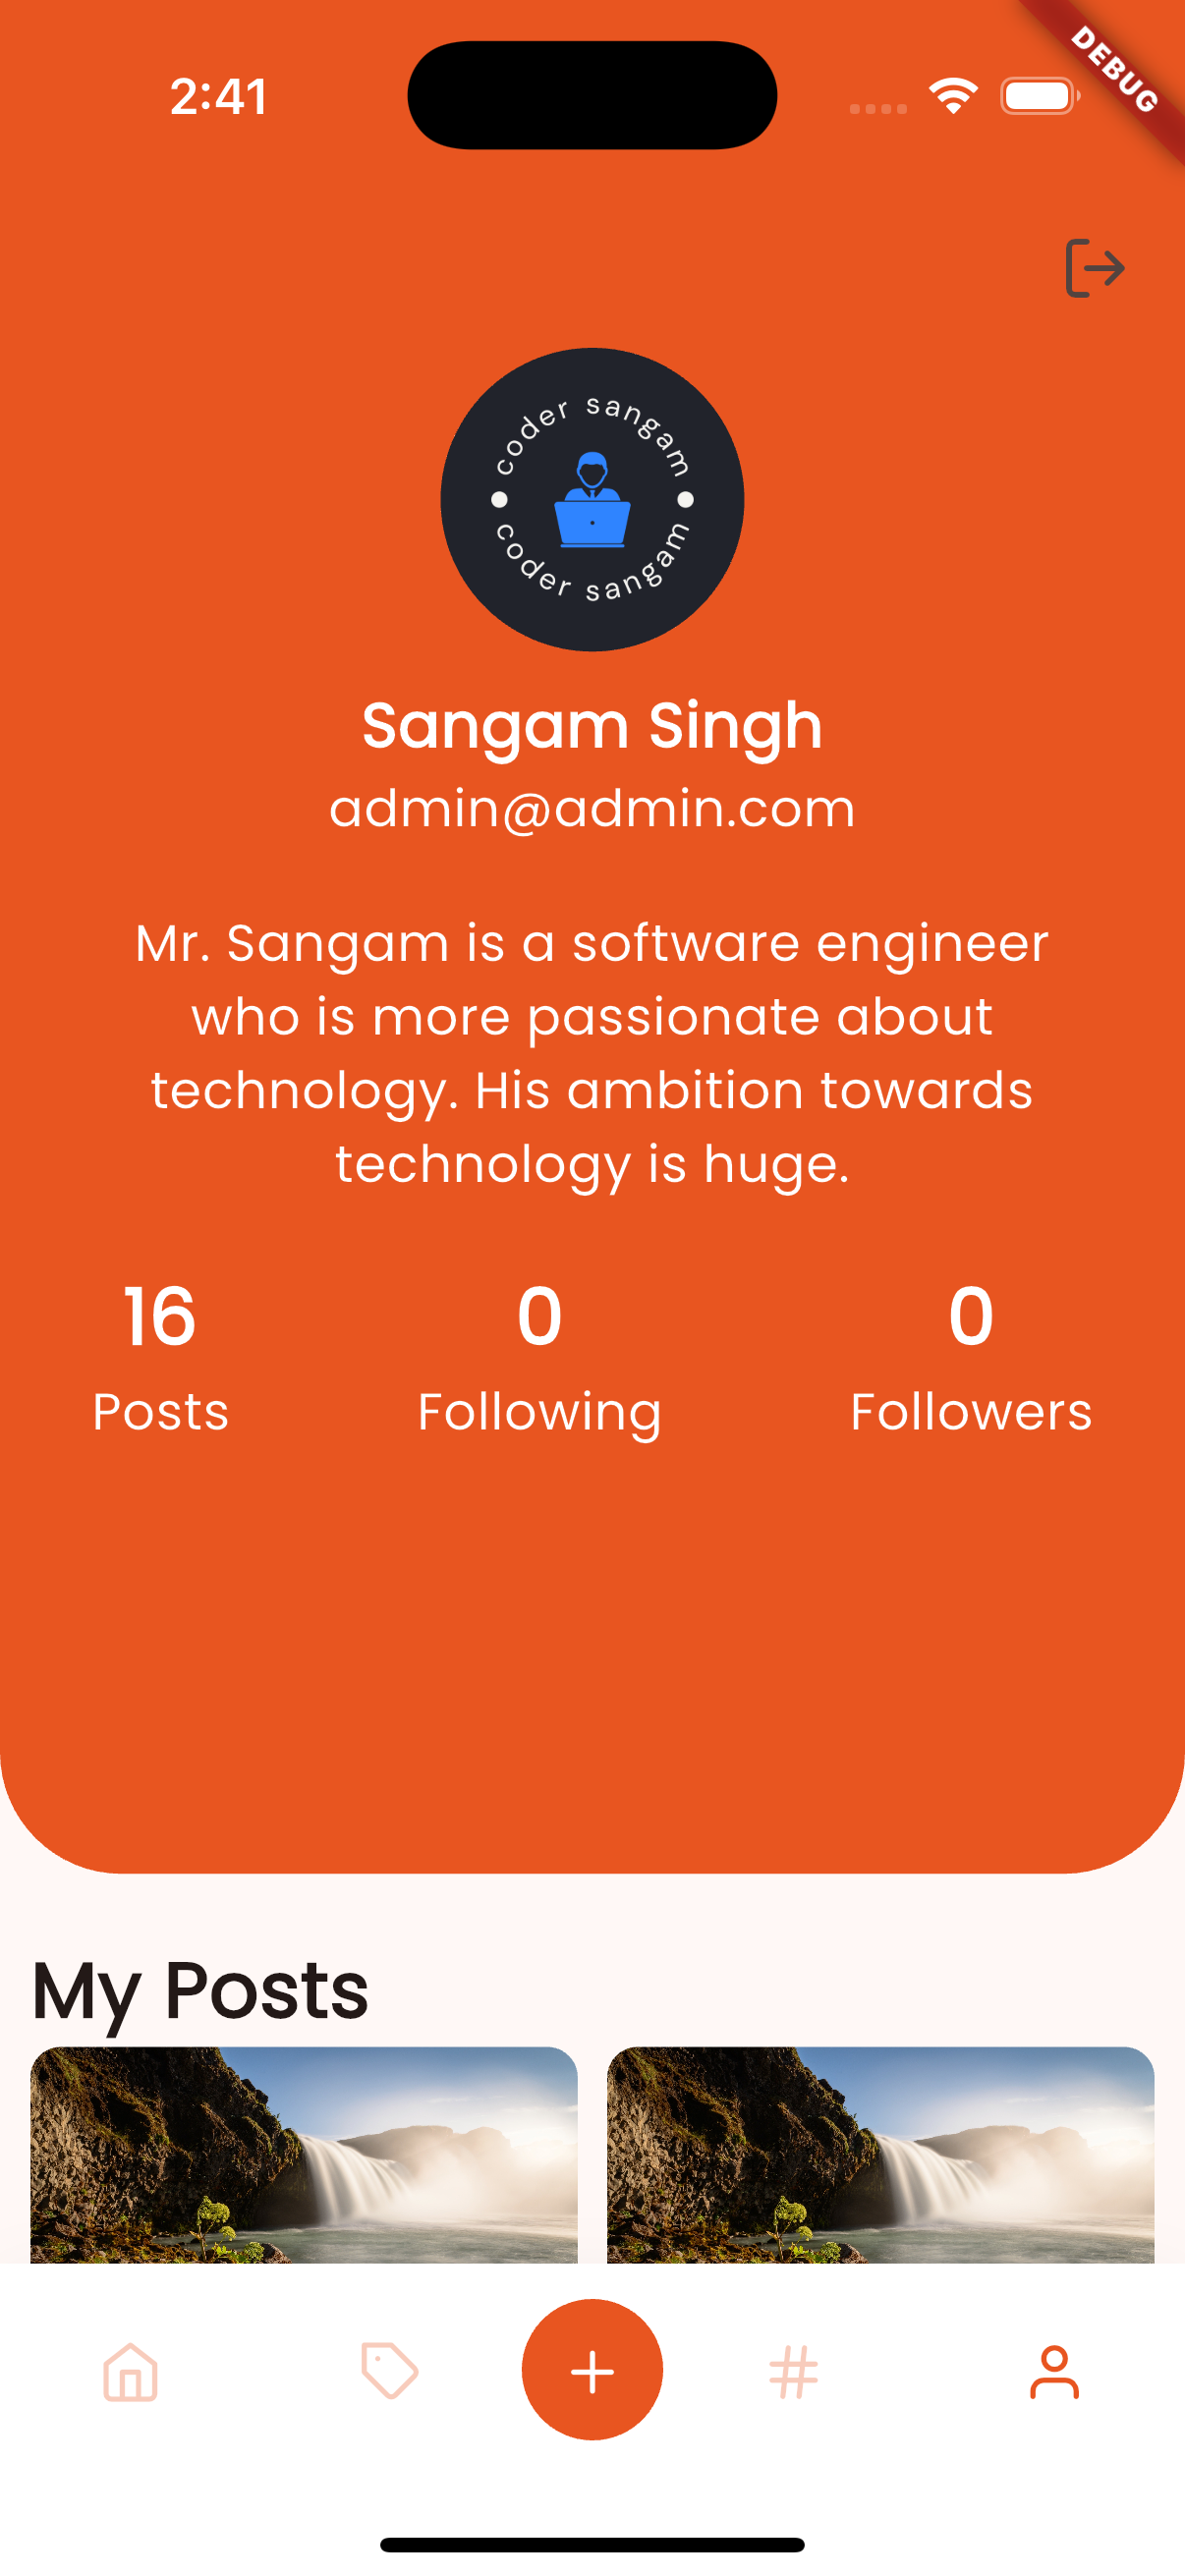 2:41
DEBUG
coder sangam
coder sangam
Sangam Singh
admin@admin.com
Mr. Sangam is a software engineer
who is more passionate about
technology. His ambition towards
technology is huge.
16 0 0
Posts Following Followers
My Posts